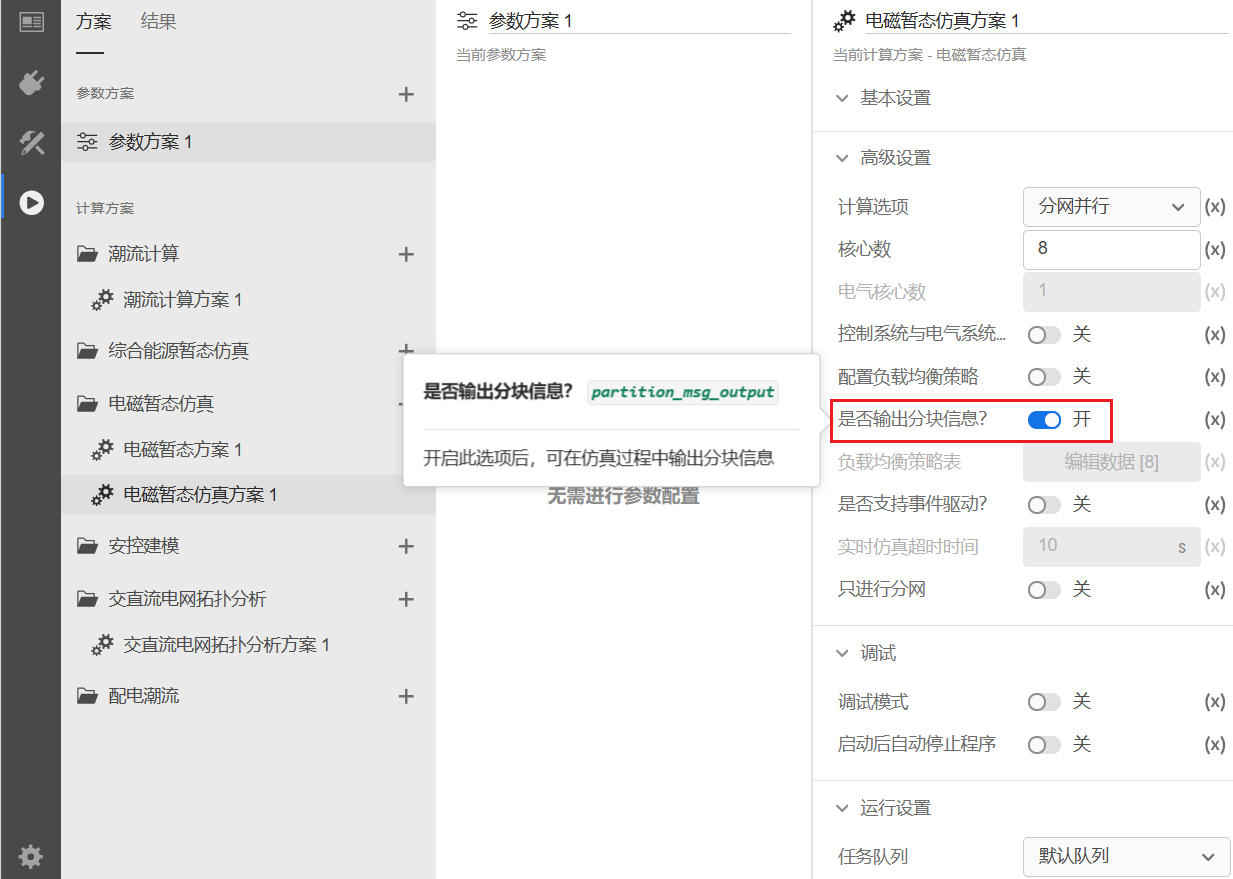 方案 结果
参数方案
参数方案 1
计算方案
潮流计算
潮流计算方案 1
综合能源暂态仿真
电磁暂态仿真
电磁暂态方案 1
电磁暂态仿真方案 1
安控建模
交直流电网拓扑分析
交直流电网拓扑分析方案 1
配电潮流
参数方案 1
当前参数方案
是否输出分块信息? partition_msg_output
开启此选项后，可在仿真过程中输出分块信息
无需进行参数配置
电磁暂态仿真方案 1
当前计算方案 - 电磁暂态仿真
基本设置
高级设置
计算选项 分网并行 (x)
核心数 8 (x)
电气核心数 1 (x)
控制系统与电气系统... 关 (x)
配置负载均衡策略 关 (x)
是否输出分块信息? 开 (x)
负载均衡策略表 编辑数据 [8] (x)
是否支持事件驱动? 关 (x)
实时仿真超时时间 10 s (x)
只进行分网 关 (x)
调试
调试模式 关 (x)
启动后自动停止程序 关 (x)
运行设置
任务队列 默认队列